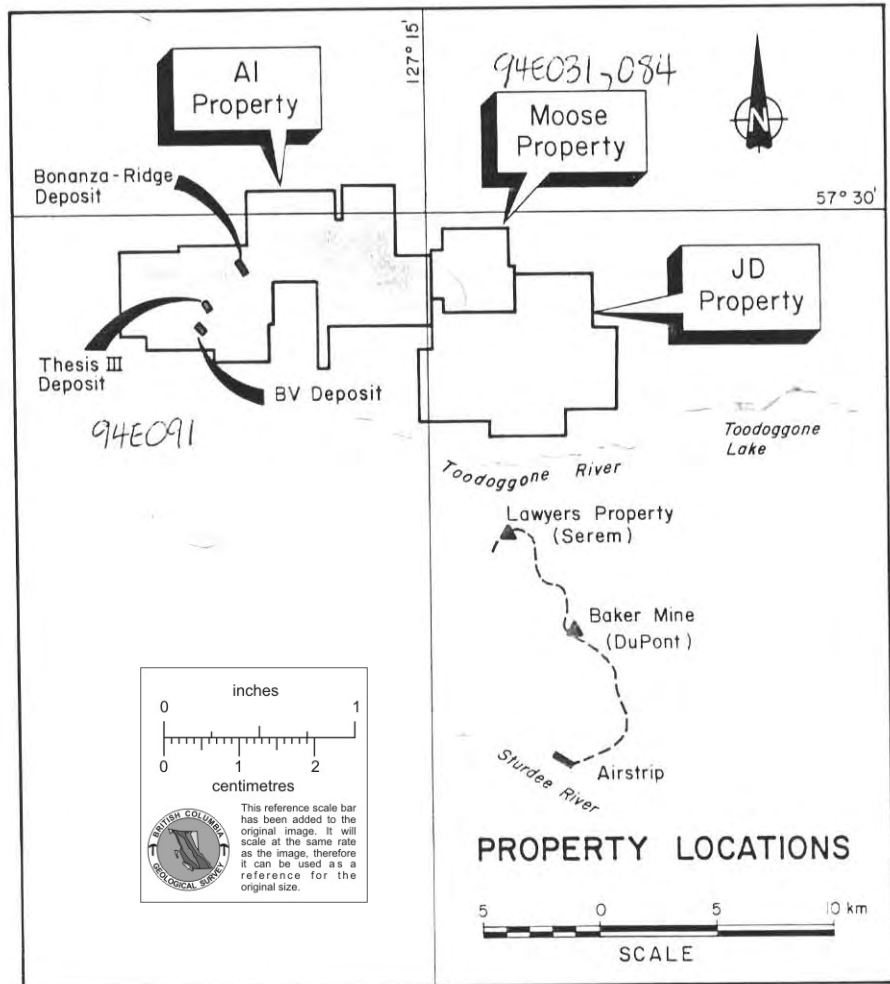 127° 15'
Al
Property
94E031,084
Moose
Property
N
Bonanza-Ridge
Deposit
57° 30'
JD
Property
Thesis III
Deposit
BV Deposit
94E091
Toodoggone
Lake
Toodoggone River
Lawyers Property
(Serem)
Baker Mine
(DuPont)
Airstrip
Sturdee River
inches
0 1
0 1 2
centimetres
BRITISH COLUMBIA
GEOLOGICAL SURVEY
This reference scale bar
has been added to the
original image. It will
scale at the same rate
as the image, therefore
it can be used as a
reference for the
original size.
PROPERTY LOCATIONS
5 0 5 10 km
SCALE